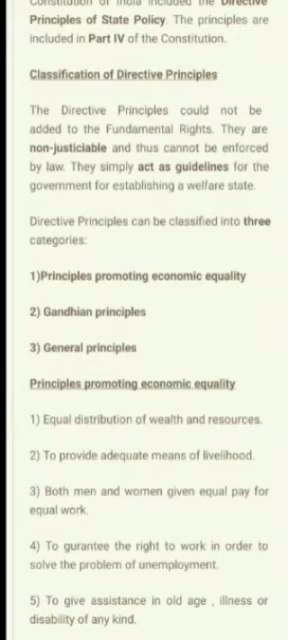 Constitution of India included the Directive
Principles of State Policy. The principles are
included in Part IV of the Constitution.
Classification of Directive Principles
The Directive Principles could not be
added to the Fundamental Rights. They are
non-justiciable and thus cannot be enforced
by law. They simply act as guidelines for the
government for establishing a welfare state.
Directive Principles can be classified into three
categories:
1)Principles promoting economic equality
2) Gandhian principles
3) General principles
Principles promoting economic equality
1) Equal distribution of wealth and resources.
2) To provide adequate means of livelihood.
3) Both men and women given equal pay for
equal work.
4) To gurantee the right to work in order to
solve the problem of unemployment.
5) To give assistance in old age , illness or
disability of any kind.